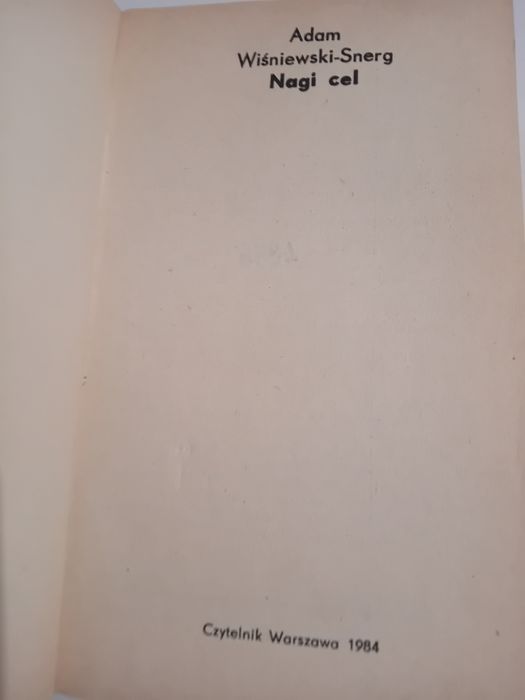 Adam
Wiśniewski-Snerg
Nagi cel
Czytelnik Warszawa 1984